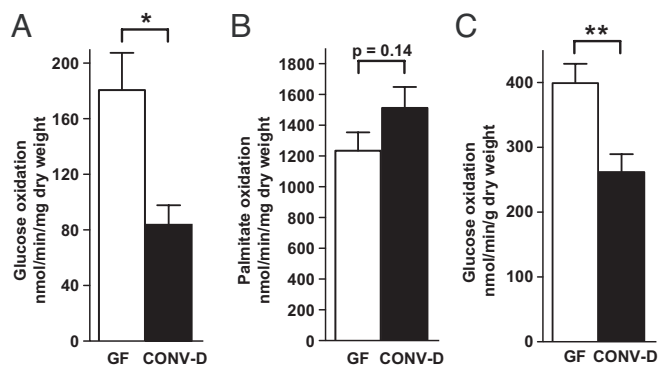 A
*
Glucose oxidation
nmol/min/mg dry weight
200
160
120
80
40
0
GF CONV-D
B
p = 0.14
Palmitate oxidation
nmol/min/mg dry weight
1800
1600
1400
1200
1000
800
600
400
200
0
GF CONV-D
C
**
Glucose oxidation
nmol/min/g dry weight
400
300
200
100
0
GF CONV-D